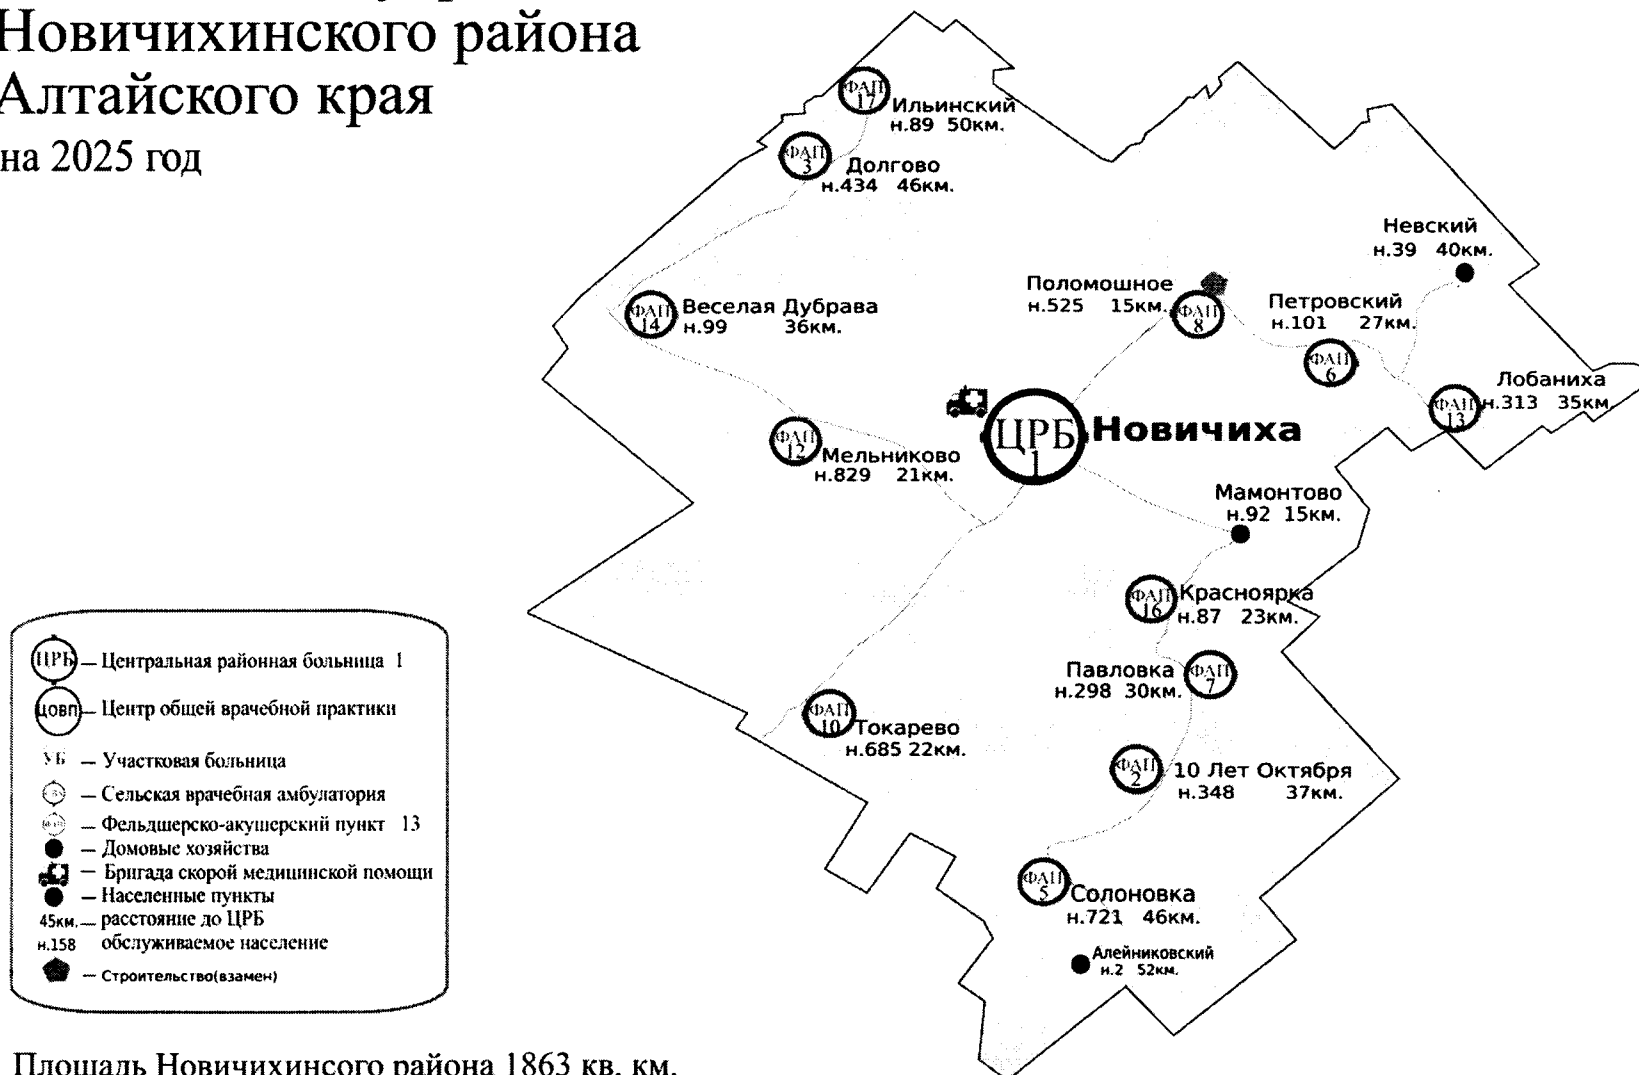 Новичихинского района
Алтайского края
на 2025 год
ФАП
17
Ильинский
н.89 50км.
ФАП
3
Долгово
н.434 46км.
Невский
н.39 40км.
Поломошное
н.525 15км.
ФАП
8
Петровский
н.101 27км.
ФАП
6
ФАП
14
Веселая Дубрава
н.99 36км.
Лобаниха
н.313 35км.
ФАП
13
ЦРБ
1
Новичиха
ФАП
12
Мельниково
н.829 21км.
Мамонтово
н.92 15км.
ФАП
16
Красноярка
н.87 23км.
Павловка
н.298 30км.
ФАП
7
ФАП
10
Токарево
н.685 22км.
ФАП
2
10 Лет Октября
н.348 37км.
ФАП
5
Солоновка
н.721 46км.
Алейниковский
н.2 52км.
ЦРБ – Центральная районная больница 1
ЦОВП – Центр общей врачебной практики
УБ – Участковая больница
– Сельская врачебная амбулатория
– Фельдшерско-акушерский пункт 13
– Домовые хозяйства
– Бригада скорой медицинской помощи
– Населенные пункты
45км. – расстояние до ЦРБ
н.158 обслуживаемое население
– Строительство(взамен)
Площадь Новичихинсого района 1863 кв. км.